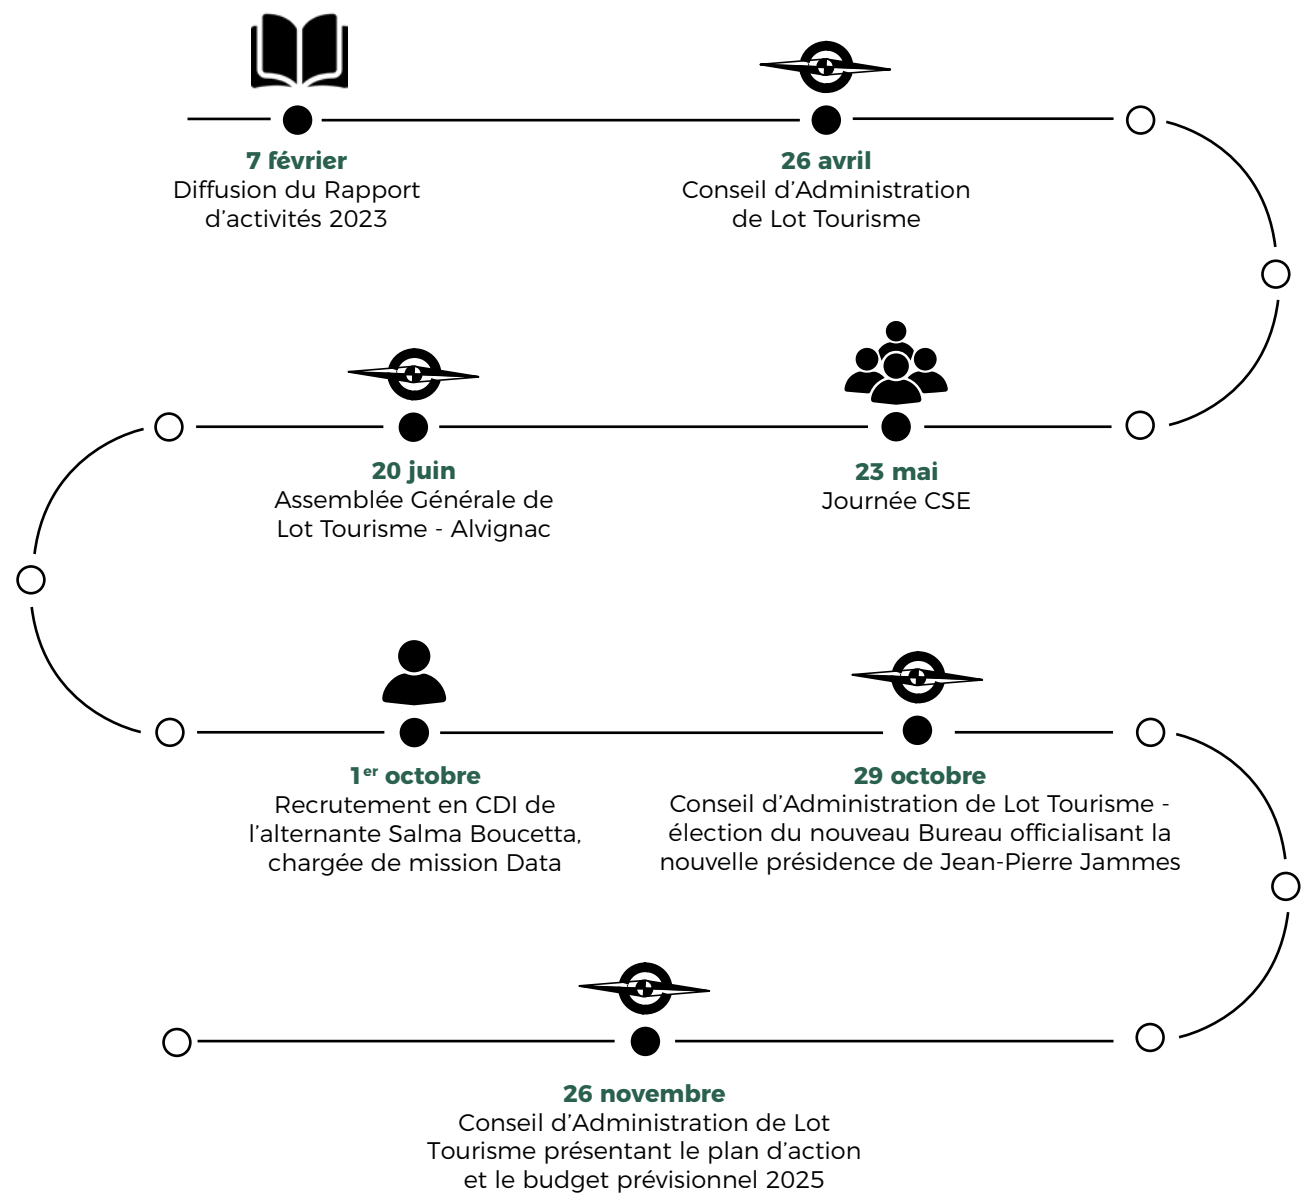 7 février
Diffusion du Rapport
d’activités 2023
26 avril
Conseil d’Administration
de Lot Tourisme
23 mai
Journée CSE
20 juin
Assemblée Générale de
Lot Tourisme - Alvignac
1er octobre
Recrutement en CDI de
l’alternante Salma Boucetta,
chargée de mission Data
29 octobre
Conseil d’Administration de Lot Tourisme -
élection du nouveau Bureau officialisant la
nouvelle présidence de Jean-Pierre Jammes
26 novembre
Conseil d’Administration de Lot
Tourisme présentant le plan d’action
et le budget prévisionnel 2025